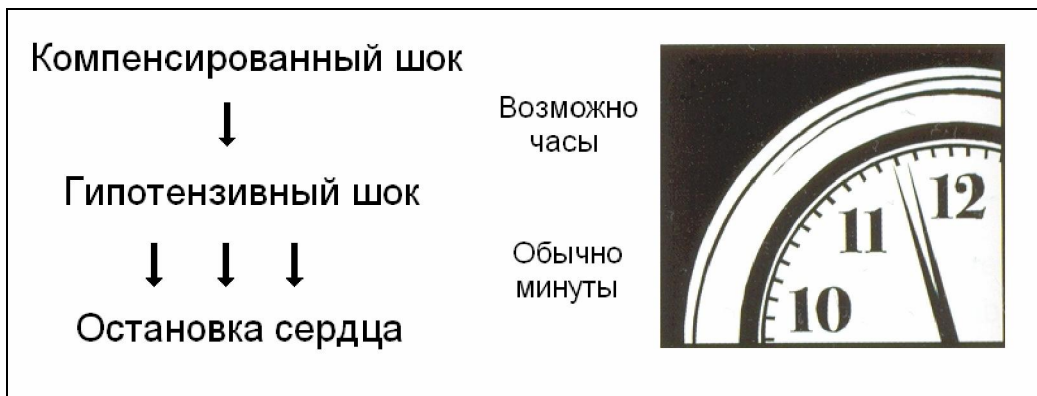 Компенсированный шок
Возможно
часы
Гипотензивный шок
Обычно
минуты
Остановка сердца
12
11
10